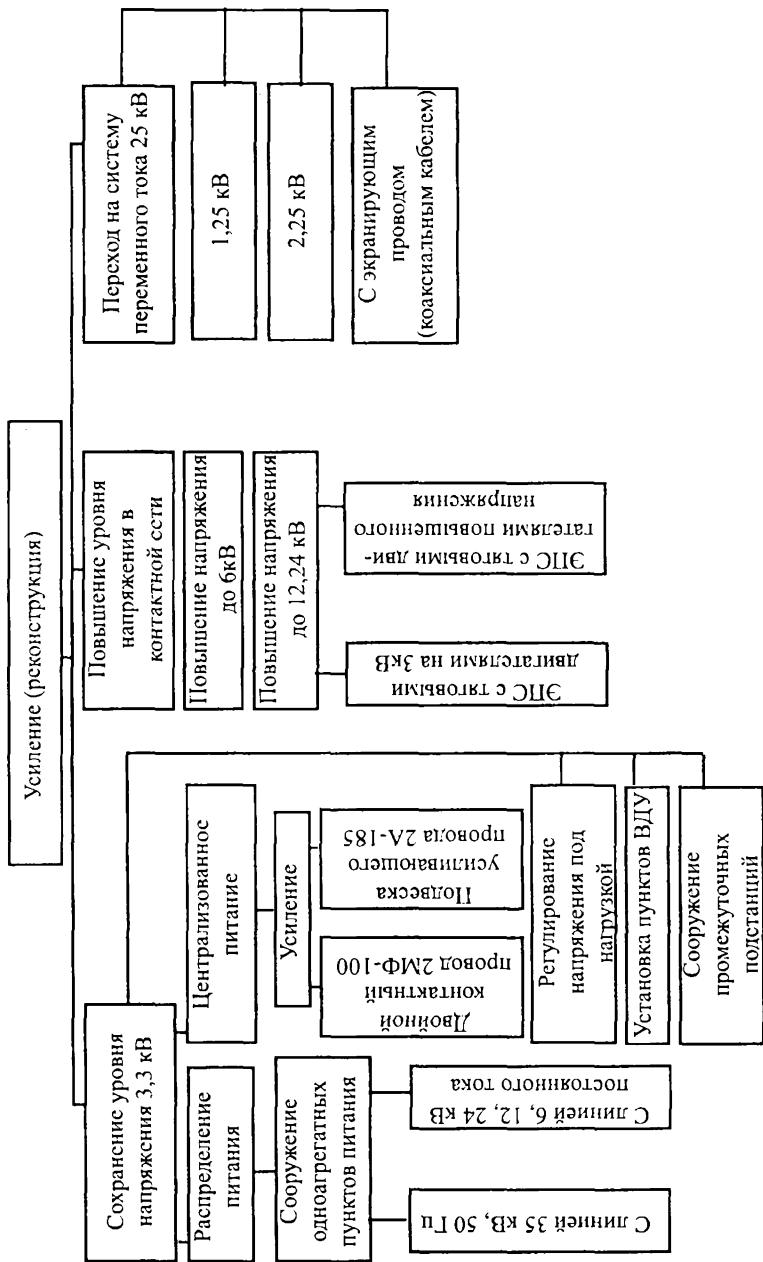 Усиление (реконструкция)
Сохранение уровня
напряжения 3,3 кВ
Распределение
питания
Сооружение
одноагрегатных
пунктов питания
С линией 35 кВ, 50 Гц
С линией 6, 12, 24 кВ
постоянного тока
Централизованное
питание
Усиление
Двойной
контактный
провод 2МФ-100
Подвеска
усиливающего
провода 2А-185
Регулирование
напряжения под
нагрузкой
Установка пунктов ВДУ
Сооружение
промежуточных
подстанций
Повышение уровня
напряжения в
контактной сети
Повышение напряжения
до 6кВ
Повышение напряжения
до 12,24 кВ
ЭПС с тяговыми
двигателями на 3кВ
ЭПС с тяговыми дви-
гателями повышенного
напряжения
Переход на систему
переменного тока 25 кВ
1,25 кВ
2,25 кВ
С экранирующим
проводом
(коаксиальным кабелем)